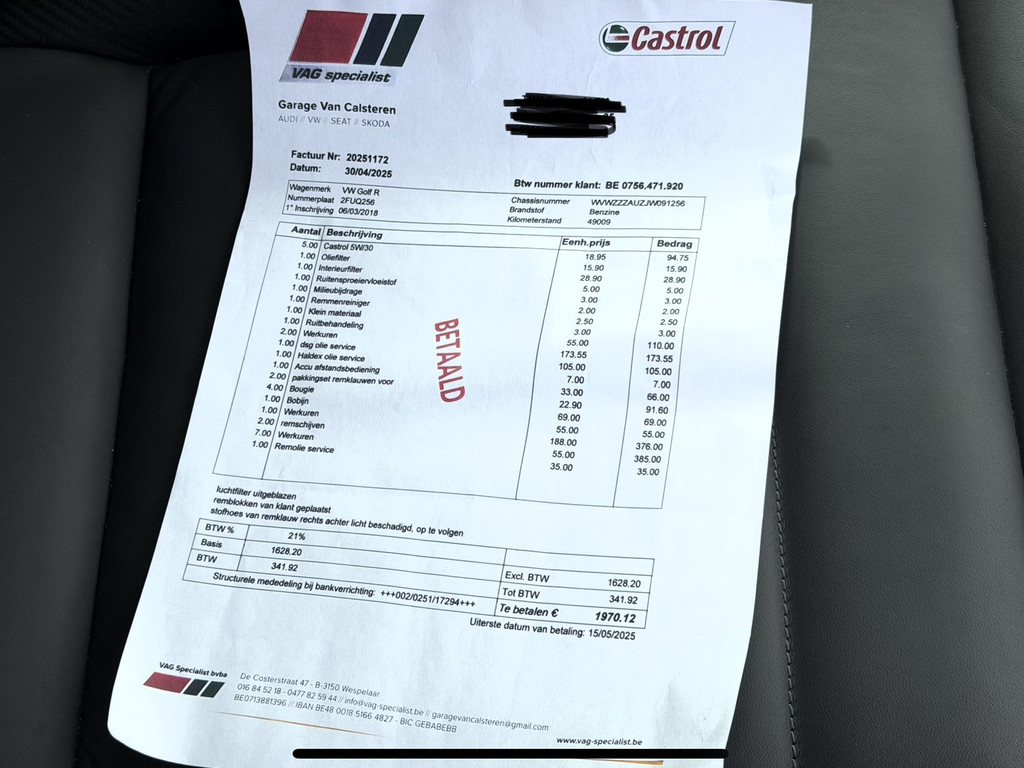 VAG specialist
Castrol
Garage Van Calsteren
AUDI // VW // SEAT // SKODA
Factuur Nr: 20251172
Datum: 30/04/2025
Btw nummer klant: BE 0756.471.920
Wagenmerk VW Golf R Chassisnummer WVWZZZAUZJW091256
Nummerplaat 2FUQ256 Brandstof Benzine
1° Inschrijving 06/03/2018 Kilometerstand 49009
Aantal Beschrijving Eenh.prijs Bedrag
5.00 Castrol 5W/30 18.95 94.75
1.00 Oliefilter 15.90 15.90
1.00 Interieurfilter 28.90 28.90
1.00 Ruitensproeiervloeistof 5.00 5.00
1.00 Milieubijdrage 3.00 3.00
1.00 Remmenreiniger 2.00 2.00
1.00 Klein materiaal 2.50 2.50
1.00 Ruitbehandeling 3.00 3.00
2.00 Werkuren 55.00 110.00
1.00 dsg olie service 173.55 173.55
1.00 Haldex olie service 105.00 105.00
1.00 Accu afstandsbediening 7.00 7.00
2.00 pakkingset remklauwen voor 33.00 66.00
4.00 Bougie 22.90 91.60
1.00 Bobijn 69.00 69.00
1.00 Werkuren 55.00 55.00
2.00 remschijven 188.00 376.00
7.00 Werkuren 55.00 385.00
1.00 Remolie service 35.00 35.00
BETAALD
luchtfilter uitgeblazen
remblokken van klant geplaatst
stofhoes van remklauw rechts achter licht beschadigd, op te volgen
BTW % 21%
Basis 1628.20 Excl. BTW 1628.20
BTW 341.92 Tot BTW 341.92
Structurele mededeling bij bankverrichting: +++002/0251/17294+++ Te betalen € 1970.12
Uiterste datum van betaling: 15/05/2025
VAG Specialist bvba
De Costerstraat 47 - B-3150 Wespelaar
016 84 52 18 - 0477 82 59 44 // info@vag-specialist.be // garagevancalsteren@gmail.com
BE0713881396 // IBAN BE48 0018 5166 4827 - BIC GEBABEBB
www.vag-specialist.be